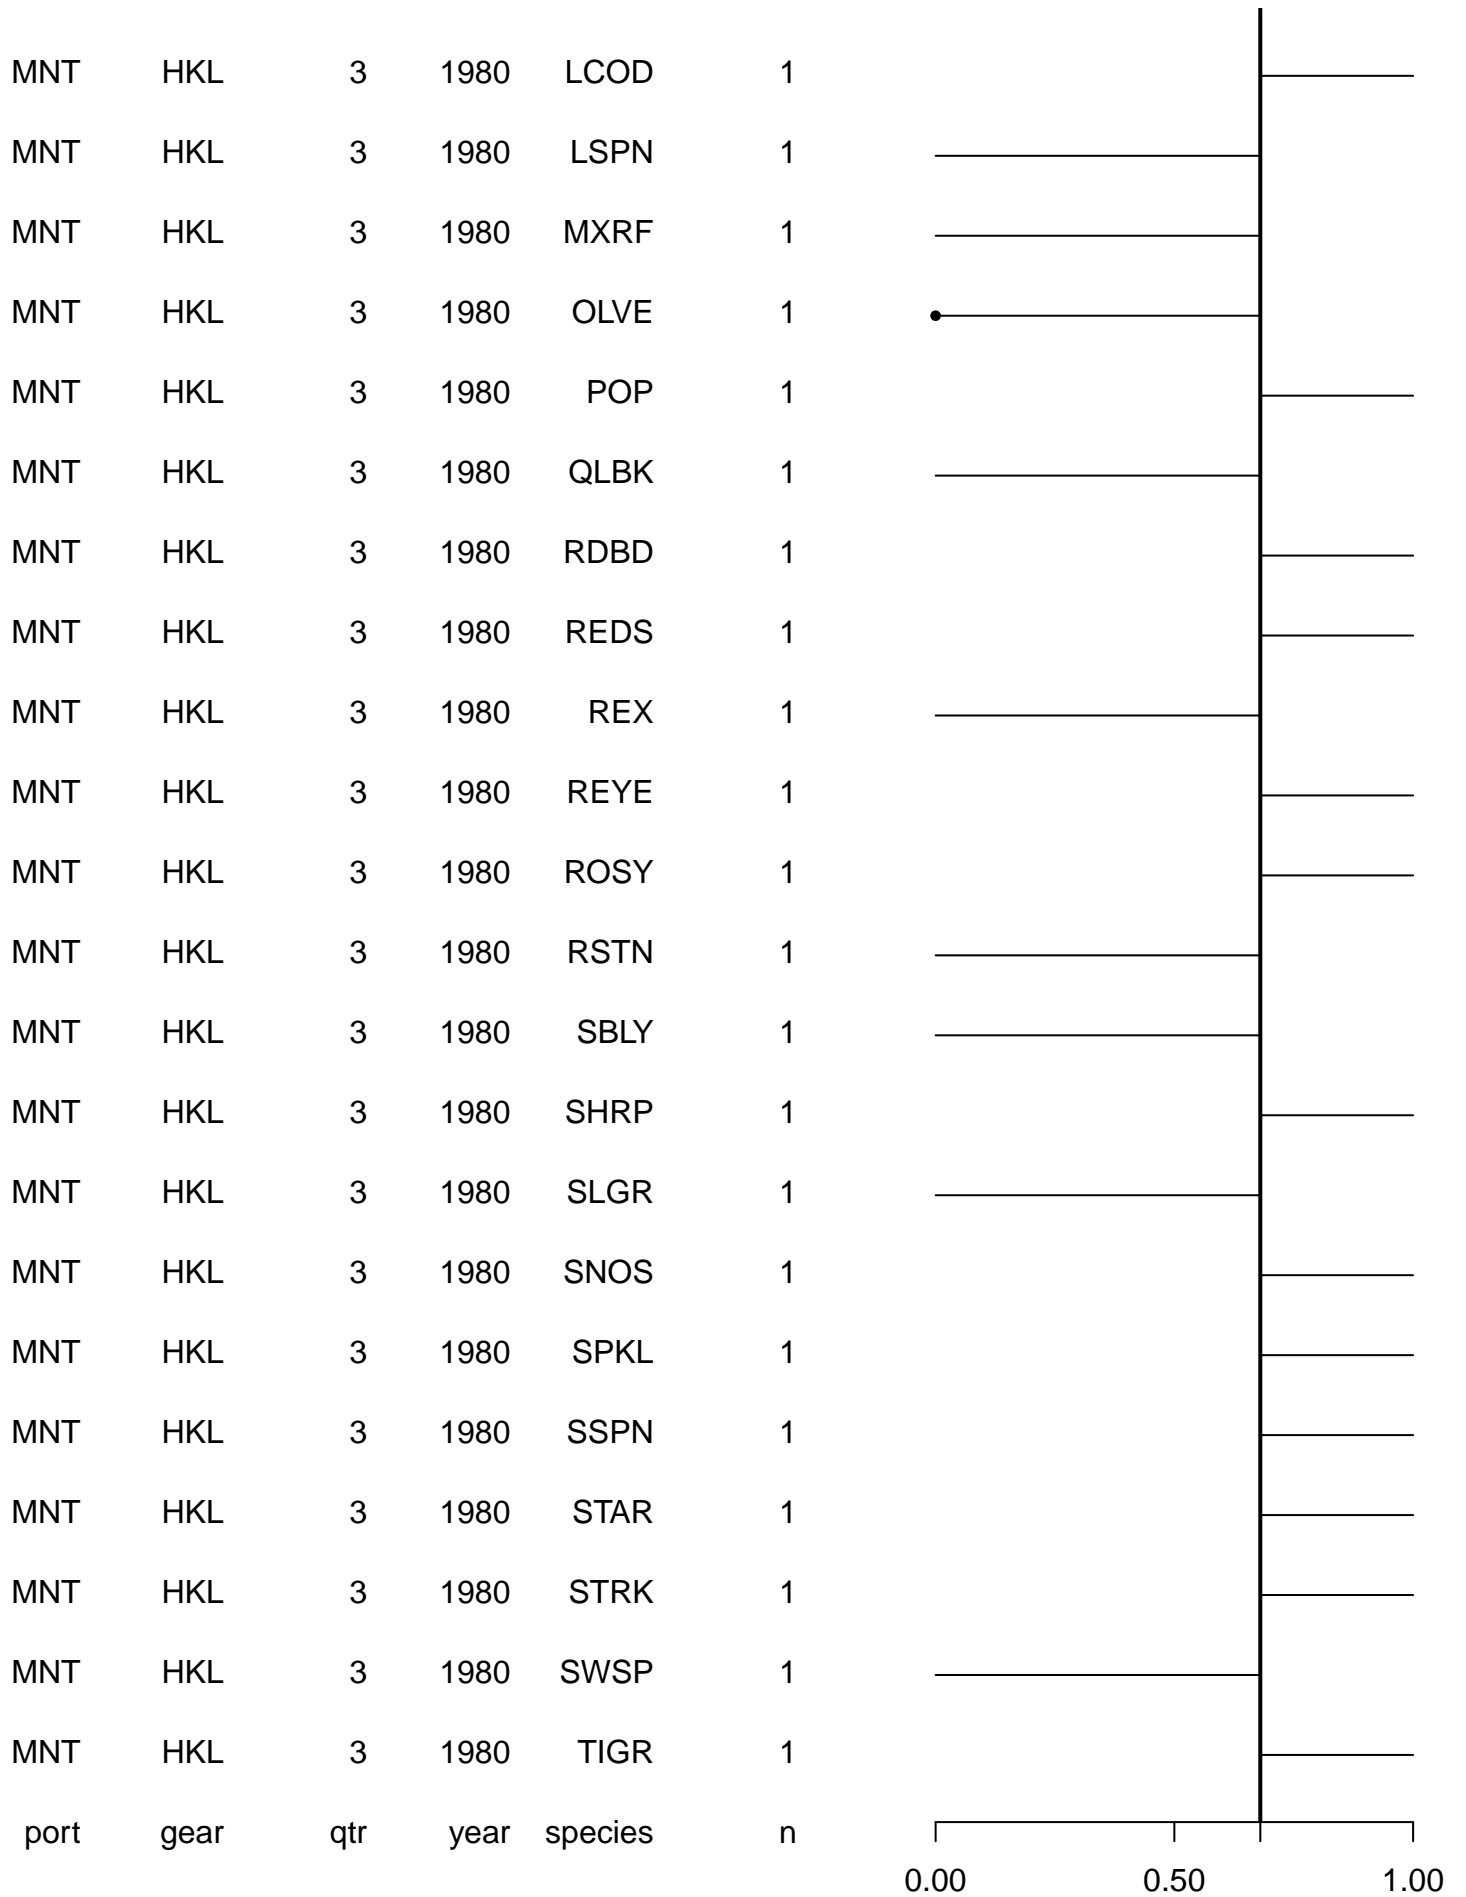 MNT HKL 3 1980 LCOD 1
MNT HKL 3 1980 LSPN 1
MNT HKL 3 1980 MXRF 1
MNT HKL 3 1980 OLVE 1
MNT HKL 3 1980 POP 1
MNT HKL 3 1980 QLBK 1
MNT HKL 3 1980 RDBD 1
MNT HKL 3 1980 REDS 1
MNT HKL 3 1980 REX 1
MNT HKL 3 1980 REYE 1
MNT HKL 3 1980 ROSY 1
MNT HKL 3 1980 RSTN 1
MNT HKL 3 1980 SBLY 1
MNT HKL 3 1980 SHRP 1
MNT HKL 3 1980 SLGR 1
MNT HKL 3 1980 SNOS 1
MNT HKL 3 1980 SPKL 1
MNT HKL 3 1980 SSPN 1
MNT HKL 3 1980 STAR 1
MNT HKL 3 1980 STRK 1
MNT HKL 3 1980 SWSP 1
MNT HKL 3 1980 TIGR 1
port gear qtr year species n
0.00 0.50 1.00